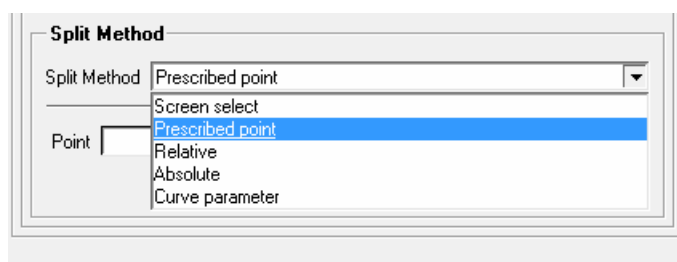 Split Method
Split Method Prescribed point
Screen select
Prescribed point
Point
Relative
Absolute
Curve parameter